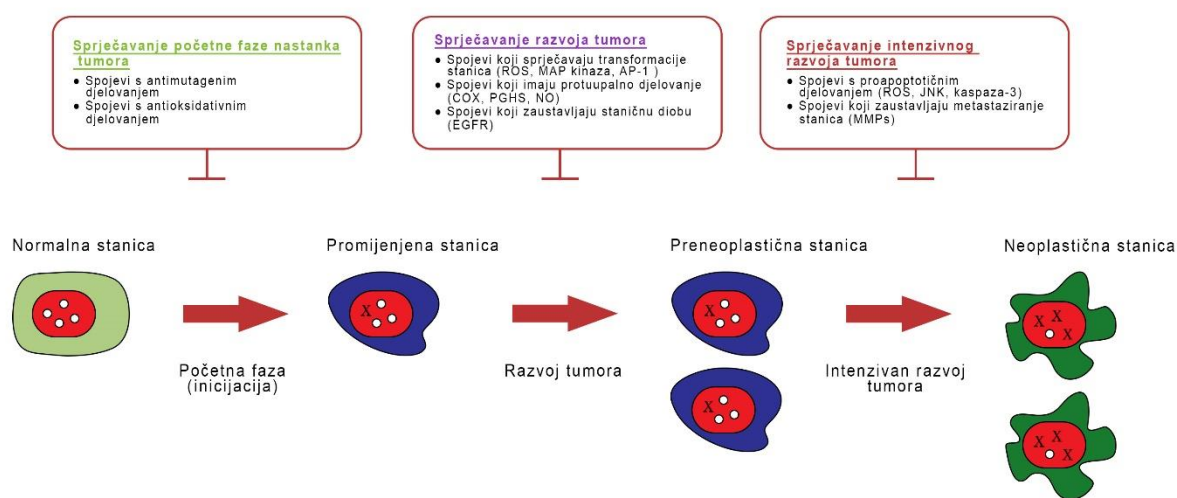 Sprječavanje početne faze nastanka
tumora
● Spojevi s antimutagenim
djelovanjem
● Spojevi s antioksidativnim
djelovanjem
Sprječavanje razvoja tumora
● Spojevi koji sprječavaju transformacije
stanica (ROS, MAP kinaza, AP-1 )
● Spojevi koji imaju protuupalno djelovanje
(COX, PGHS, NO)
● Spojevi koji zaustavljaju staničnu diobu
(EGFR)
Sprječavanje intenzivnog
razvoja tumora
● Spojevi s proapoptotičnim
djelovanjem (ROS, JNK, kaspaza-3)
● Spojevi koji zaustavljaju metastaziranje
stanica (MMPs)
Normalna stanica
Promijenjena stanica
Preneoplastična stanica
Neoplastična stanica
X
X
X X X
Početna faza
(inicijacija)
Razvoj tumora
Intenzivan razvoj
tumora
X
X X X